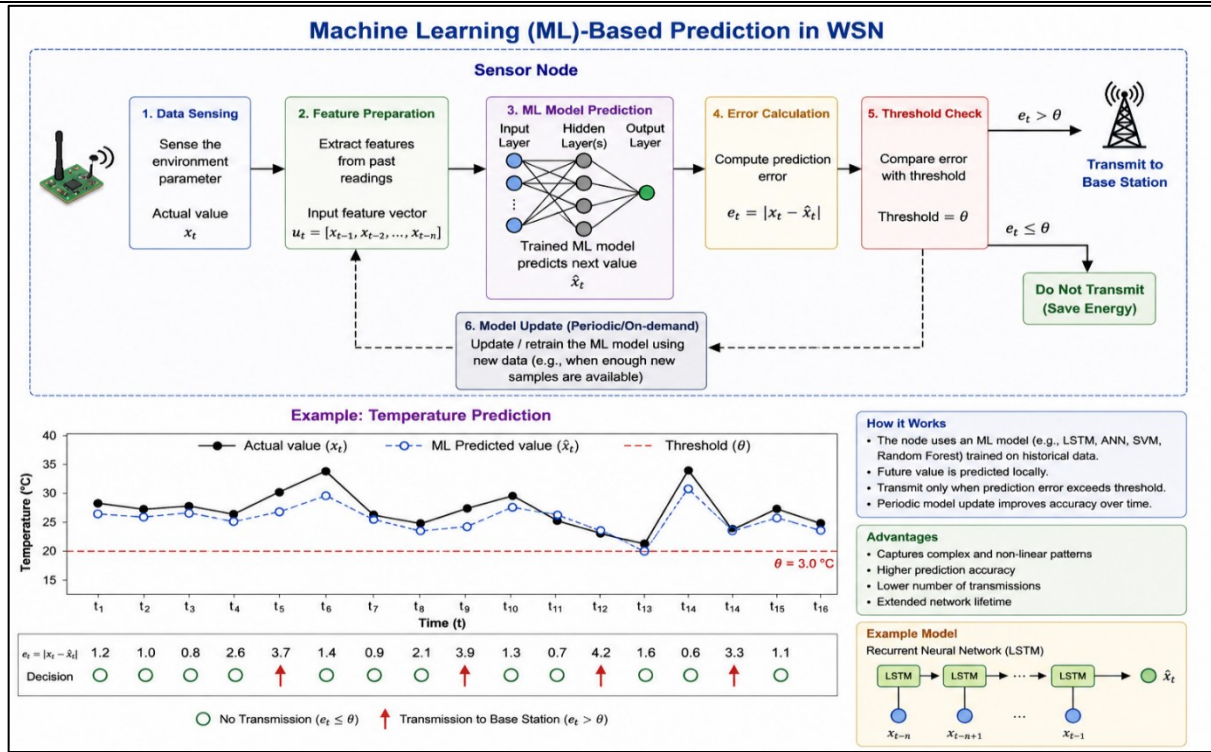 Machine Learning (ML)-Based Prediction in WSN
Sensor Node
1. Data Sensing
Sense the
environment
parameter
Actual value
xₜ
2. Feature Preparation
Extract features
from past
readings
Input feature vector
uₜ = [xₜ₋₁, xₜ₋₂, ..., xₜ₋ₙ]
3. ML Model Prediction
Input
Layer
Hidden
Layer(s)
Output
Layer
Trained ML model
predicts next value
x̂ₜ
4. Error Calculation
Compute prediction
error
eₜ = |xₜ − x̂ₜ|
5. Threshold Check
Compare error
with threshold
Threshold = θ
eₜ > θ
Transmit to
Base Station
eₜ ≤ θ
Do Not Transmit
(Save Energy)
6. Model Update (Periodic/On-demand)
Update / retrain the ML model using
new data (e.g., when enough new
samples are available)
Example: Temperature Prediction
Actual value (xₜ)
ML Predicted value (x̂ₜ)
Threshold (θ)
Temperature (°C)
40
35
30
25
20
15
θ = 3.0 °C
t₁ t₂ t₃ t₄ t₅ t₆ t₇ t₈ t₉ t₁₀ t₁₁ t₁₂ t₁₃ t₁₄ t₁₄ t₁₅ t₁₆
Time (t)
eₜ = |xₜ − x̂ₜ| 1.2 1.0 0.8 2.6 3.7 1.4 0.9 2.1 3.9 1.3 0.7 4.2 1.6 0.6 3.3 1.1
Decision
No Transmission (eₜ ≤ θ)
Transmission to Base Station (eₜ > θ)
How it Works
• The node uses an ML model (e.g., LSTM, ANN, SVM,
Random Forest) trained on historical data.
• Future value is predicted locally.
• Transmit only when prediction error exceeds threshold.
• Periodic model update improves accuracy over time.
Advantages
• Captures complex and non-linear patterns
• Higher prediction accuracy
• Lower number of transmissions
• Extended network lifetime
Example Model
Recurrent Neural Network (LSTM)
LSTM LSTM ... LSTM x̂ₜ
xₜ₋ₙ xₜ₋ₙ₊₁ ... xₜ₋₁